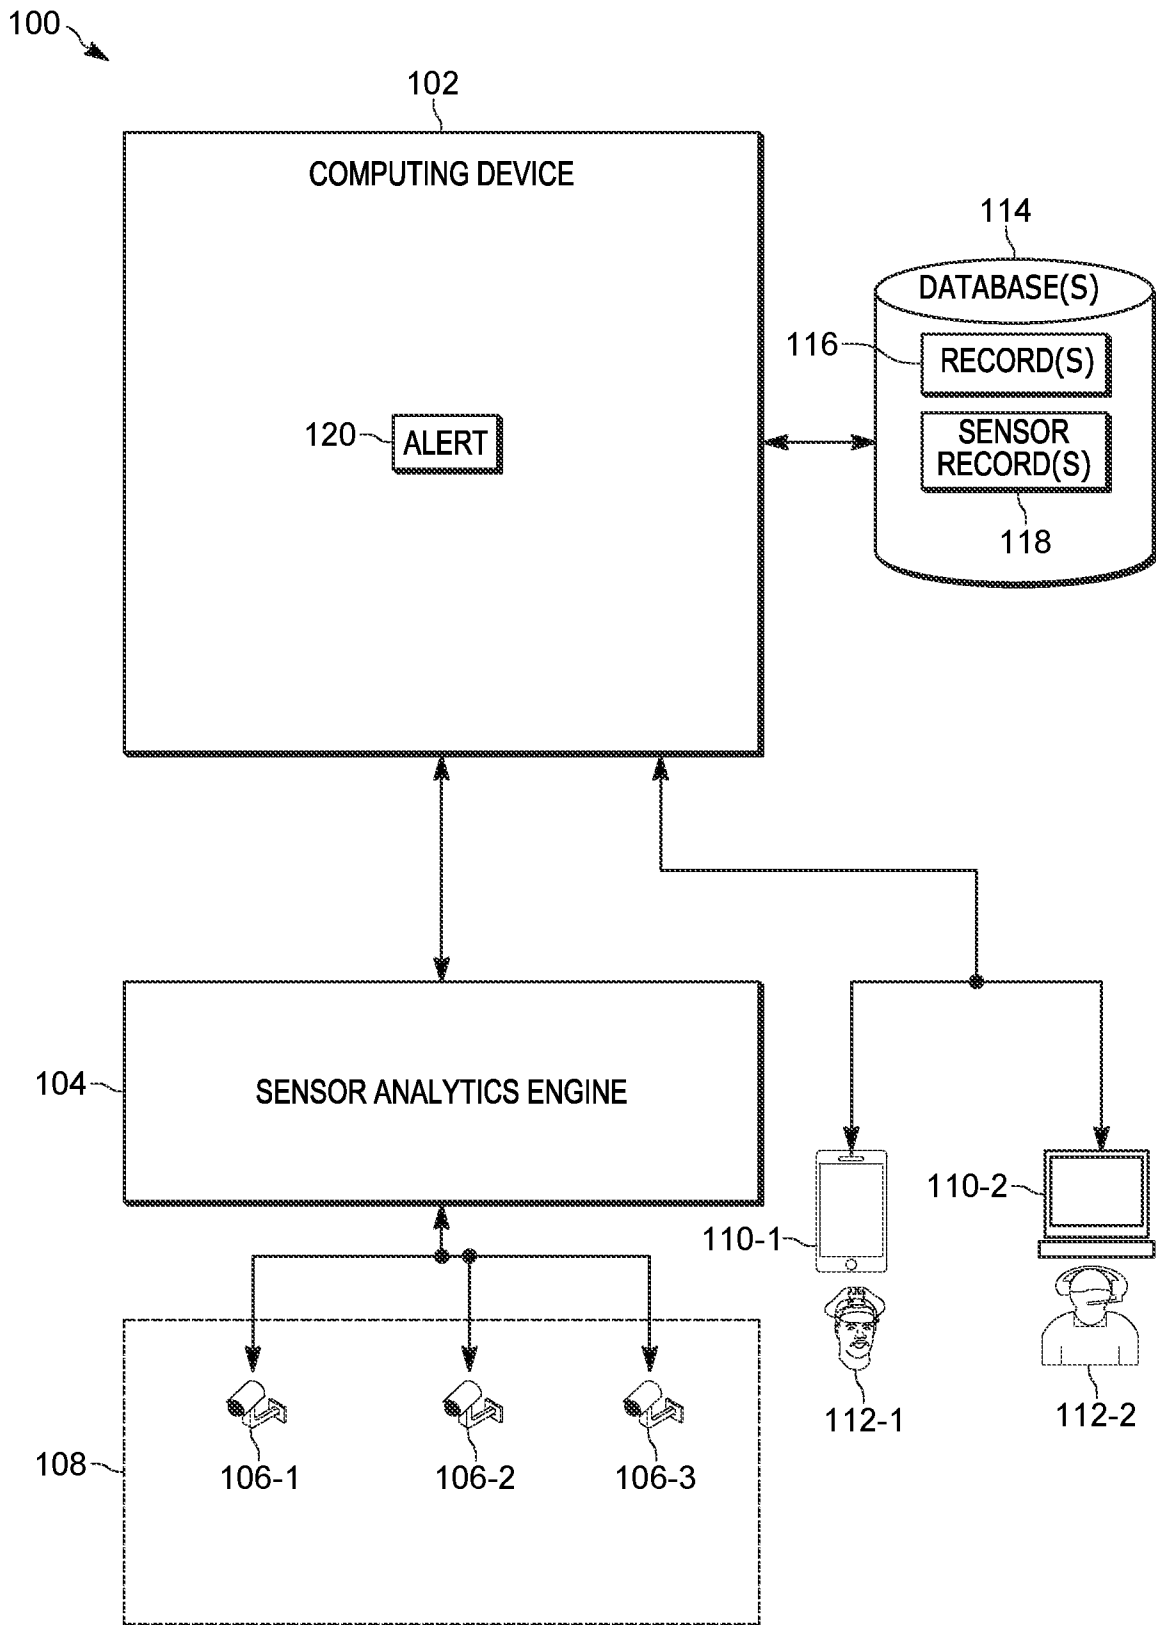 100
102
COMPUTING DEVICE
114
DATABASE(S)
116
RECORD(S)
120
ALERT
SENSOR
RECORD(S)
118
104
SENSOR ANALYTICS ENGINE
110-1
110-2
112-1
112-2
108
106-1
106-2
106-3